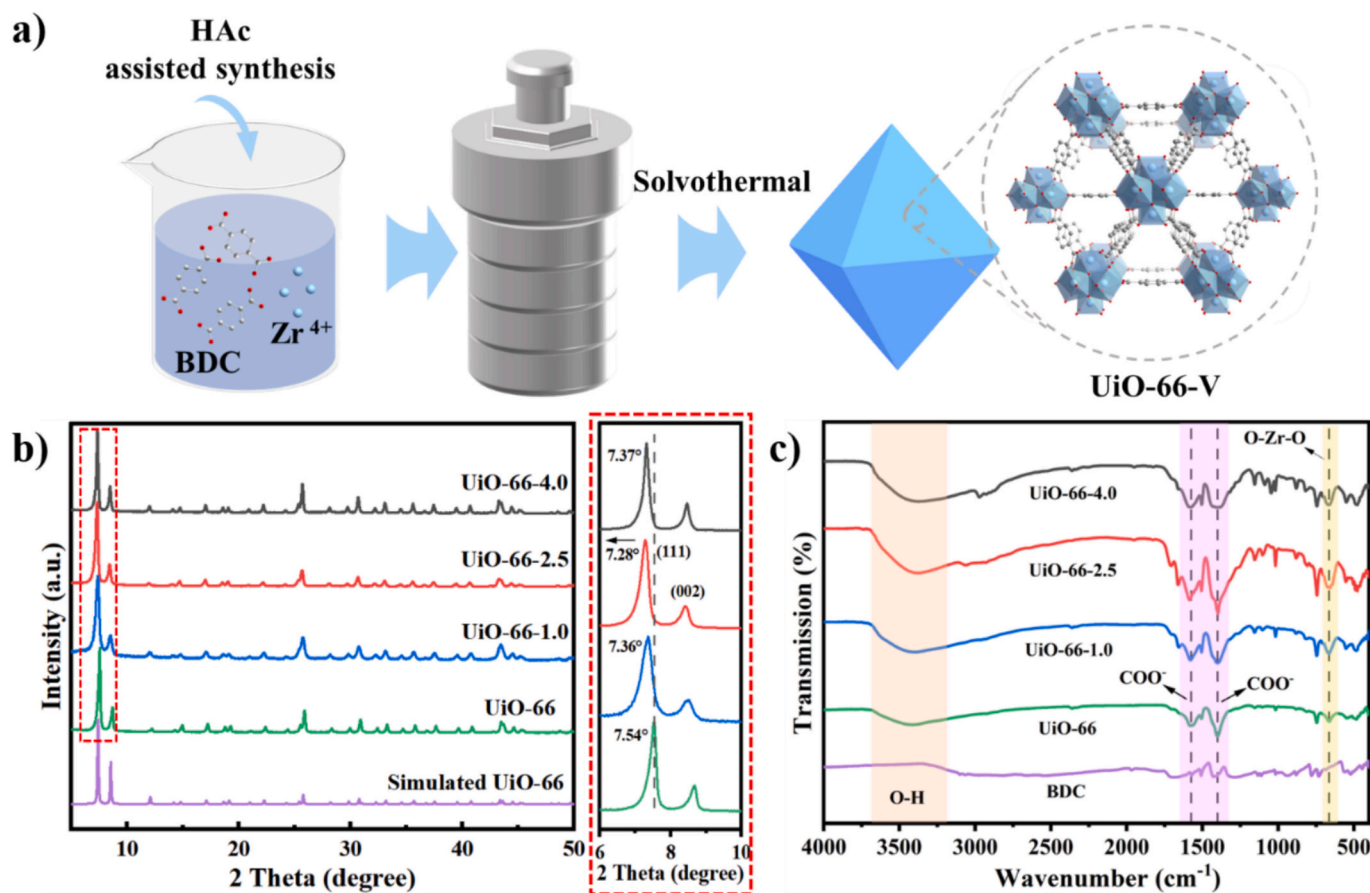 a)
HAc
assisted synthesis
BDC
Zr 4+
Solvothermal
UiO-66-V
b)
Intensity (a.u.)
UiO-66-4.0
UiO-66-2.5
UiO-66-1.0
UiO-66
Simulated UiO-66
10 20 30 40 50
2 Theta (degree)
7.37°
7.28°
(111)
(002)
7.36°
7.54°
6 7 8 9 10
2 Theta (degree)
c)
Transmission (%)
O-Zr-O
UiO-66-4.0
UiO-66-2.5
UiO-66-1.0
COO-
COO-
UiO-66
BDC
O-H
4000 3500 3000 2500 2000 1500 1000 500
Wavenumber (cm-1)